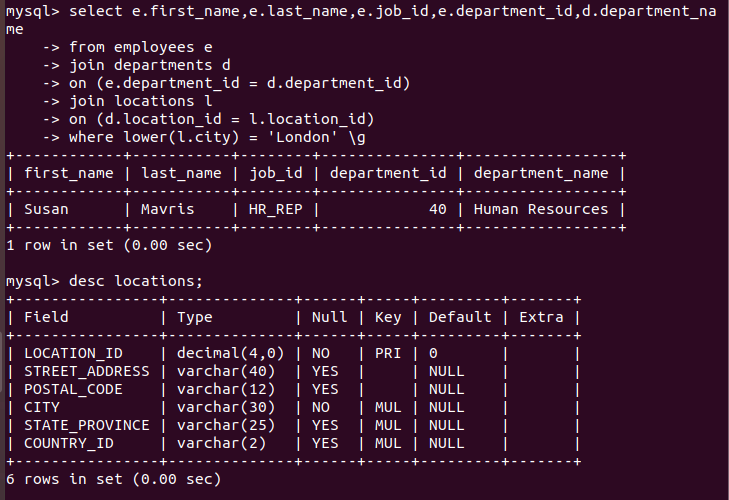 mysql> select e.first_name,e.last_name,e.job_id,e.department_id,d.department_na
me
    -> from employees e
    -> join departments d
    -> on (e.department_id = d.department_id)
    -> join locations l
    -> on (d.location_id = l.location_id)
    -> where lower(l.city) = 'London' \g
+------------+-----------+--------+---------------+-----------------+
| first_name | last_name | job_id | department_id | department_name |
+------------+-----------+--------+---------------+-----------------+
| Susan      | Mavris    | HR_REP |            40 | Human Resources |
+------------+-----------+--------+---------------+-----------------+
1 row in set (0.00 sec)

mysql> desc locations;
+----------------+--------------+------+-----+---------+-------+
| Field          | Type         | Null | Key | Default | Extra |
+----------------+--------------+------+-----+---------+-------+
| LOCATION_ID    | decimal(4,0) | NO   | PRI | 0       |       |
| STREET_ADDRESS | varchar(40)  | YES  |     | NULL    |       |
| POSTAL_CODE    | varchar(12)  | YES  |     | NULL    |       |
| CITY           | varchar(30)  | NO   | MUL | NULL    |       |
| STATE_PROVINCE | varchar(25)  | YES  | MUL | NULL    |       |
| COUNTRY_ID     | varchar(2)   | YES  | MUL | NULL    |       |
+----------------+--------------+------+-----+---------+-------+
6 rows in set (0.00 sec)